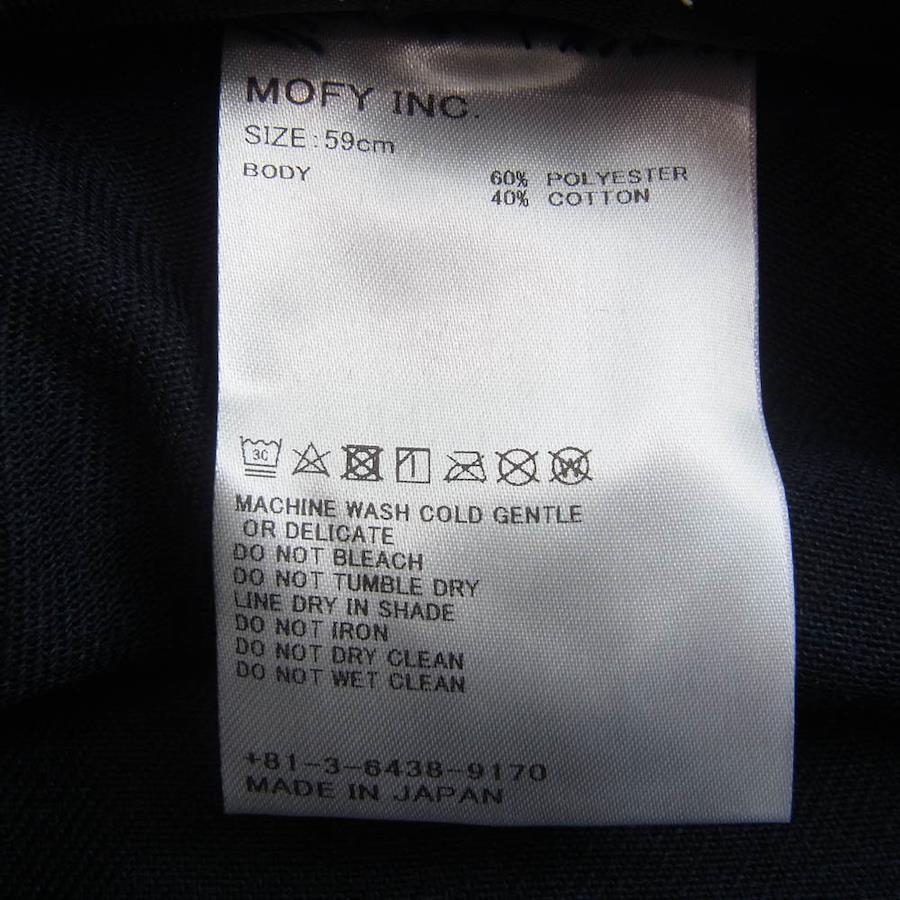 MOFY INC.
SIZE:59cm
BODY 60% POLYESTER
40% COTTON
30
W
MACHINE WASH COLD GENTLE
OR DELICATE
DO NOT BLEACH
DO NOT TUMBLE DRY
LINE DRY IN SHADE
DO NOT IRON
DO NOT DRY CLEAN
DO NOT WET CLEAN
+81-3-6438-9170
MADE IN JAPAN